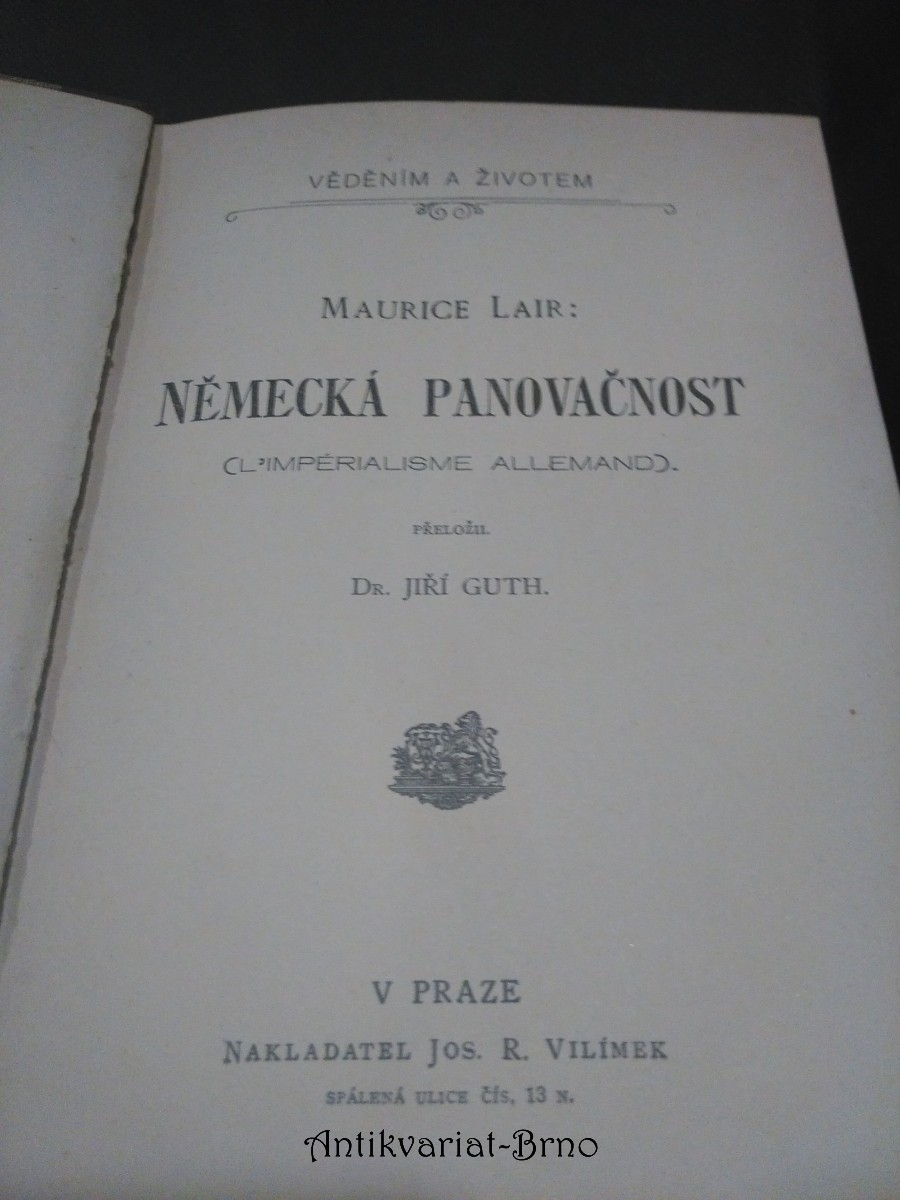 VĚDĚNÍM A ŽIVOTEM
MAURICE LAIR:
NĚMECKÁ PANOVAČNOST
(L'IMPÉRIALISME ALLEMAND).
PŘELOŽIL
DR. JIŘÍ GUTH.
V PRAZE
NAKLADATEL JOS. R. VILÍMEK
SPÁLENÁ ULICE ČÍS, 13 N.
Antikvariat-Brno